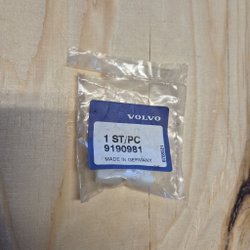 VOLVO
1 ST/PC
9190981
MADE IN GERMANY